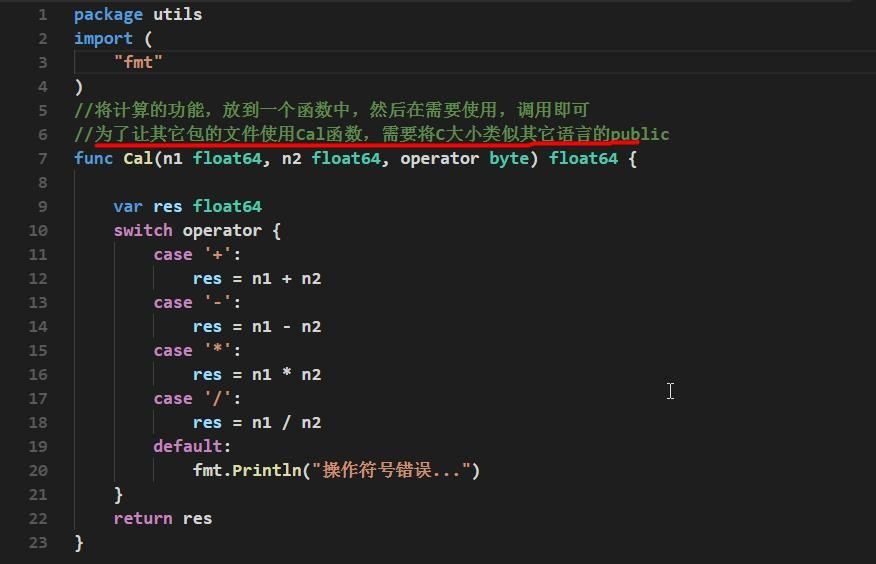 1 package utils
2 import (
3 "fmt"
4 )
5 //将计算的功能，放到一个函数中，然后在需要使用，调用即可
6 //为了让其它包的文件使用Cal函数，需要将C大小类似其它语言的public
7 func Cal(n1 float64, n2 float64, operator byte) float64 {
8
9 var res float64
10 switch operator {
11 case '+':
12 res = n1 + n2
13 case '-':
14 res = n1 - n2
15 case '*':
16 res = n1 * n2
17 case '/':
18 res = n1 / n2
19 default:
20 fmt.Println("操作符号错误...")
21 }
22 return res
23 }